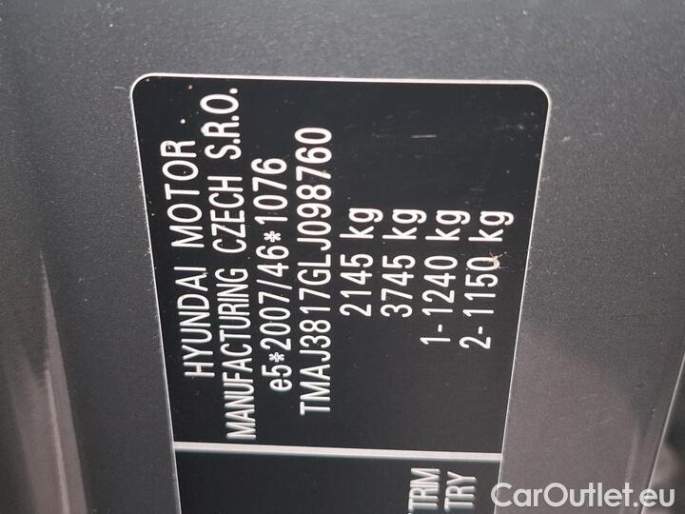 HYUNDAI MOTOR
MANUFACTURING CZECH S.R.O.
e5*2007/46*1076
TMAJ3817GLJ098760
2145 kg
3745 kg
1-1240 kg
2-1150 kg
TRIM
TRY
CarOutlet.eu